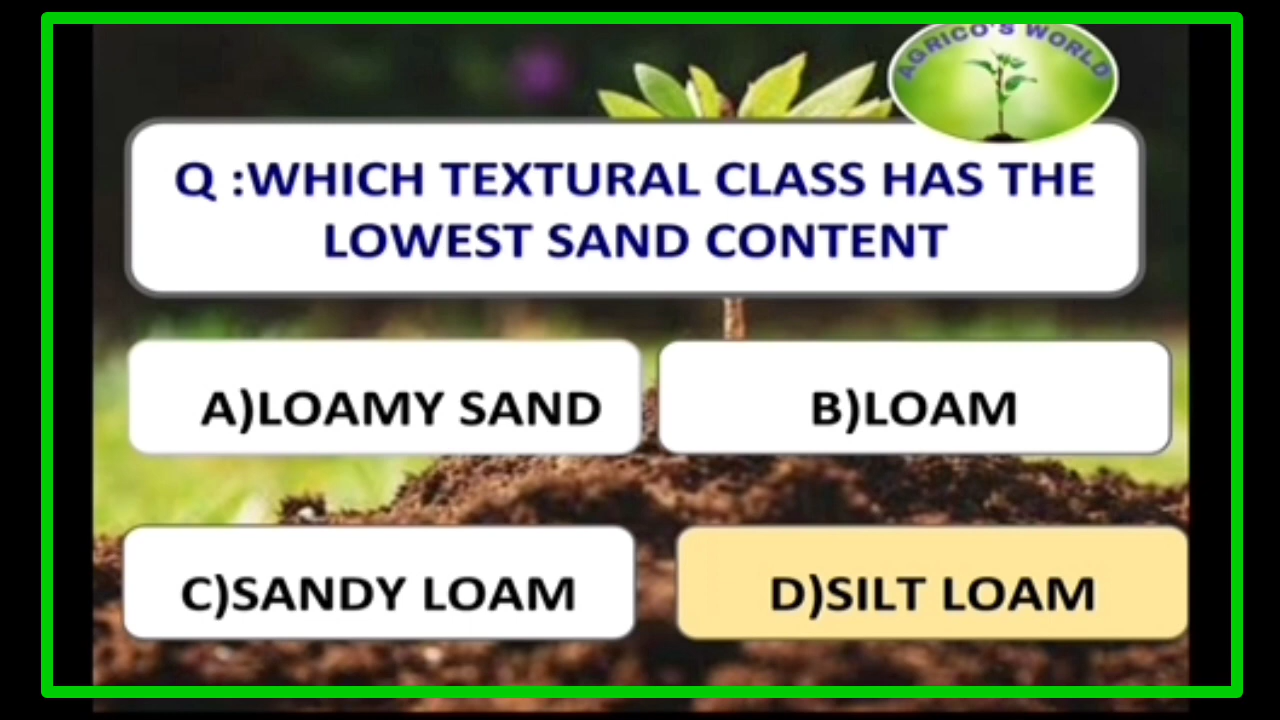 AGRICO'S WORLD
Q :WHICH TEXTURAL CLASS HAS THE
LOWEST SAND CONTENT
A)LOAMY SAND
B)LOAM
C)SANDY LOAM
D)SILT LOAM